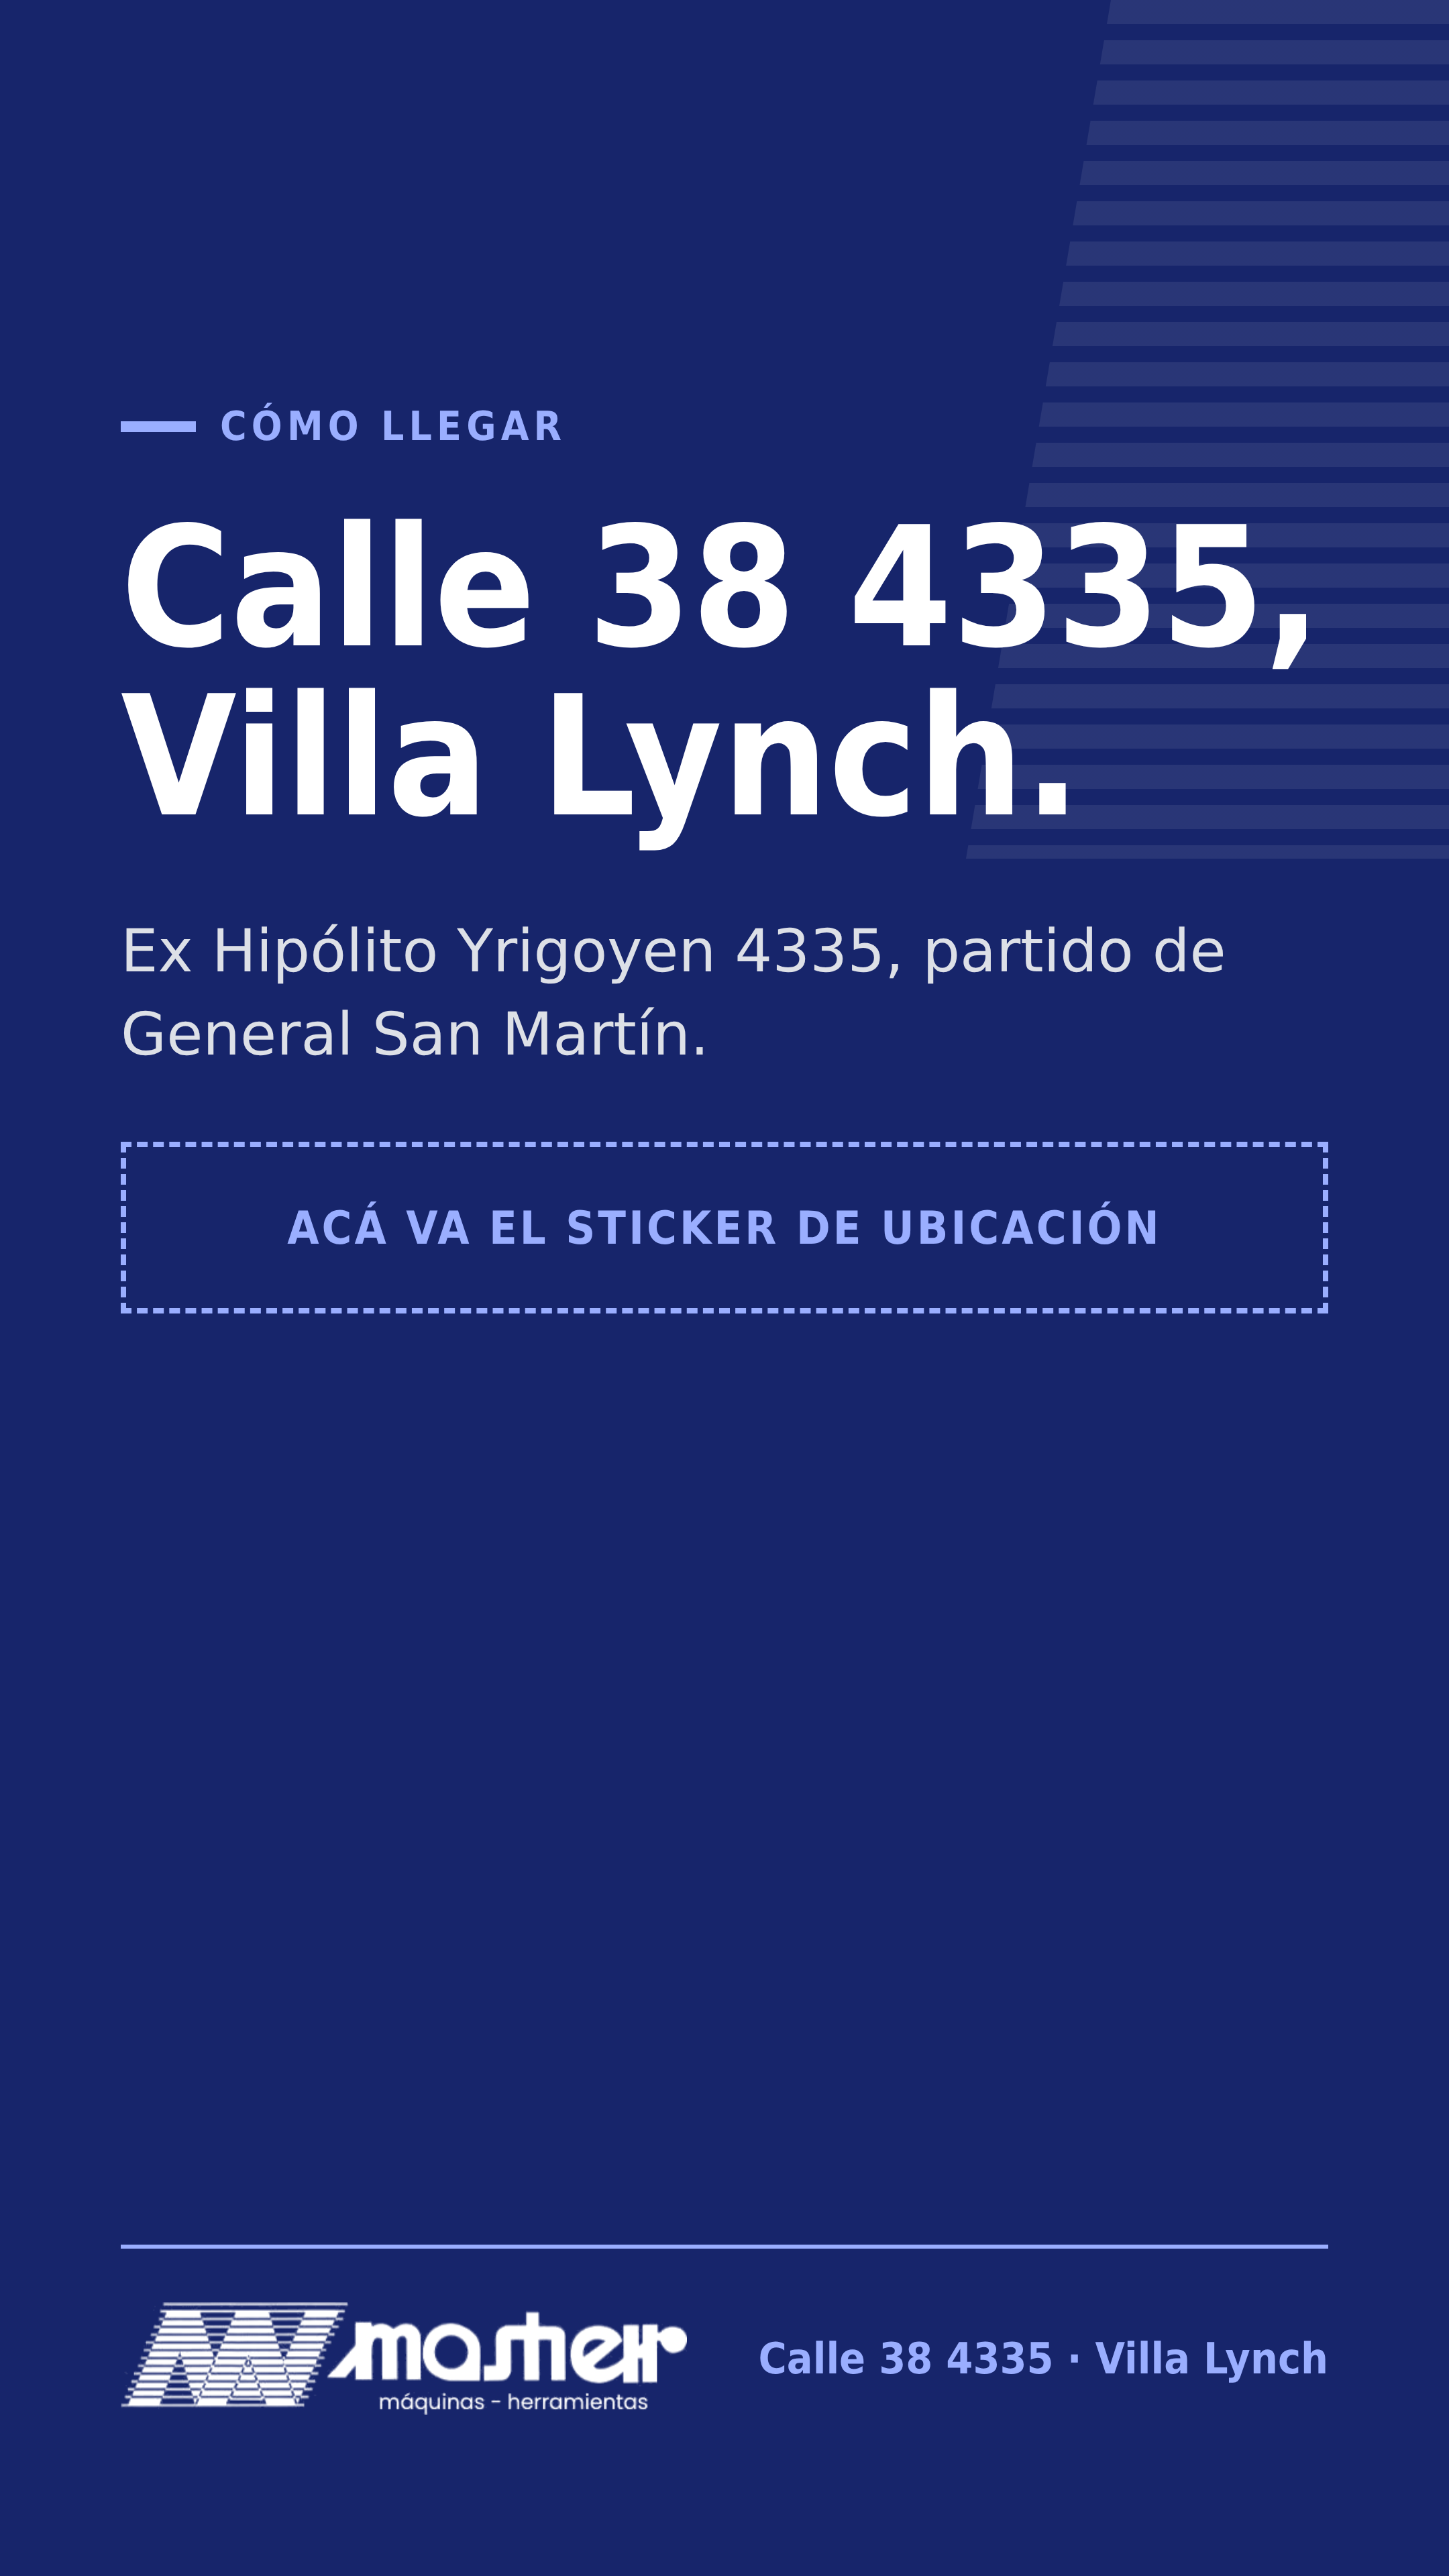 CÓMO LLEGAR
Calle 38 4335,
Villa Lynch.
Ex Hipólito Yrigoyen 4335, partido de
General San Martín.
ACÁ VA EL STICKER DE UBICACIÓN
master
máquinas - herramientas
Calle 38 4335 · Villa Lynch